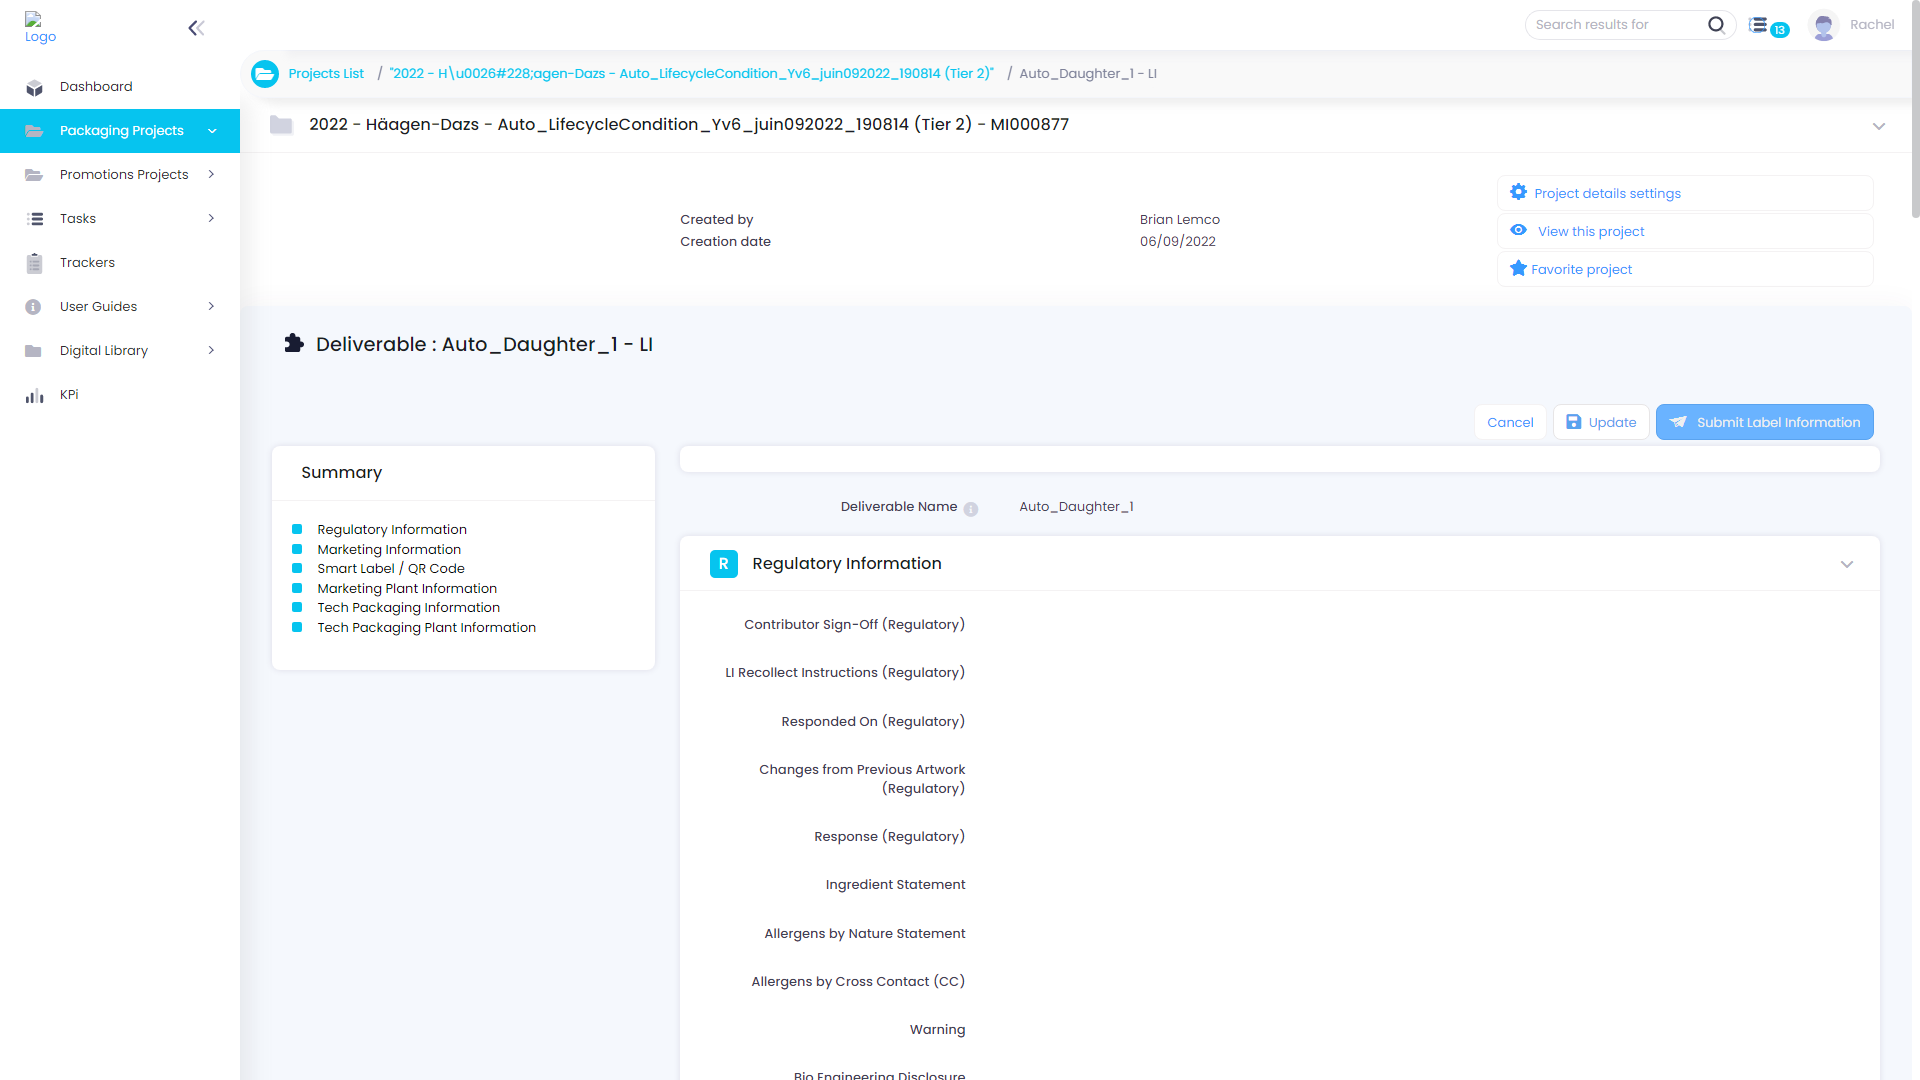 Logo
Search results for
13
Rachel
Dashboard
Packaging Projects
Promotions Projects
Tasks
Trackers
User Guides
Digital Library
KPi
Projects List / "2022 - H\u0026#228;agen-Dazs - Auto_LifecycleCondition_Yv6_juin092022_190814 (Tier 2)" / Auto_Daughter_1 - LI
2022 - Häagen-Dazs - Auto_LifecycleCondition_Yv6_juin092022_190814 (Tier 2) - MI000877
Created by Brian Lemco
Creation date 06/09/2022
Project details settings
View this project
Favorite project
Deliverable : Auto_Daughter_1 - LI
Cancel
Update
Submit Label Information
Summary
Regulatory Information
Marketing Information
Smart Label / QR Code
Marketing Plant Information
Tech Packaging Information
Tech Packaging Plant Information
Deliverable Name Auto_Daughter_1
R Regulatory Information
Contributor Sign-Off (Regulatory)
LI Recollect Instructions (Regulatory)
Responded On (Regulatory)
Changes from Previous Artwork
(Regulatory)
Response (Regulatory)
Ingredient Statement
Allergens by Nature Statement
Allergens by Cross Contact (CC)
Warning
Bio Engineering Disclosure